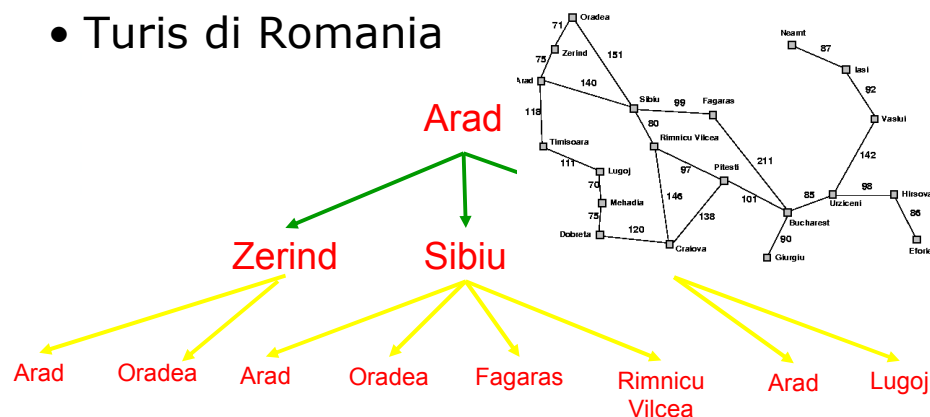 • Turis di Romania
Oradea
71
Neamt
87
Zerind
151
Iasi
75
Arad
140
92
Sibiu
99
Fagaras
118
Vaslui
80
Rimnicu Vilcea
Timisoara
142
111
Lugoj
97
Pitesti
211
70
98
Hirsova
146
85
Mehadia
101
Urziceni
75
138
86
Bucharest
Dobreta
120
90
Craiova
Eforie
Giurgiu
Arad
Zerind
Sibiu
Arad
Oradea
Arad
Oradea
Fagaras
Rimnicu
Vilcea
Arad
Lugoj